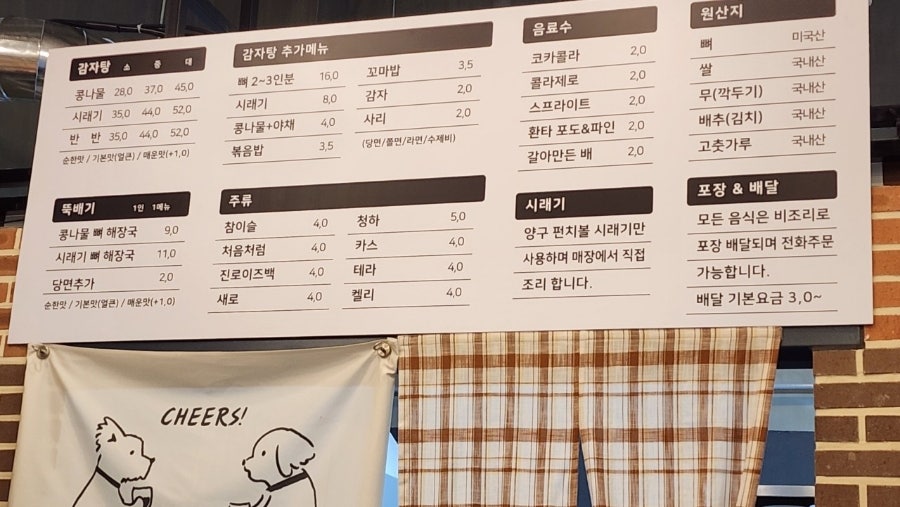 감자탕 소 중 대
콩나물 28,0 37,0 45,0
시래기 35,0 44,0 52,0
반 반 35,0 44,0 52,0
순한맛 / 기본맛(얼큰) / 매운맛(+1,0)
감자탕 추가메뉴
뼈 2~3인분 16,0
시래기 8,0
콩나물+야채 4,0
볶음밥 3,5
꼬마밥 3,5
감자 2,0
사리 2,0
(당면/쫄면/라면/수제비)
음료수
코카콜라 2,0
콜라제로 2,0
스프라이트 2,0
환타 포도&파인 2,0
갈아만든 배 2,0
원산지
뼈 미국산
쌀 국내산
무(깍두기) 국내산
배추(김치) 국내산
고춧가루 국내산
뚝배기 1인 1메뉴
콩나물 뼈 해장국 9,0
시래기 뼈 해장국 11,0
당면추가 2,0
순한맛 / 기본맛(얼큰) / 매운맛(+1,0)
주류
참이슬 4,0
처음처럼 4,0
진로이즈백 4,0
새로 4,0
청하 5,0
카스 4,0
테라 4,0
켈리 4,0
시래기
양구 펀치볼 시래기만
사용하며 매장에서 직접
조리 합니다.
포장 & 배달
모든 음식은 비조리로
포장 배달되며 전화주문
가능합니다.
배달 기본요금 3,0~
CHEERS!